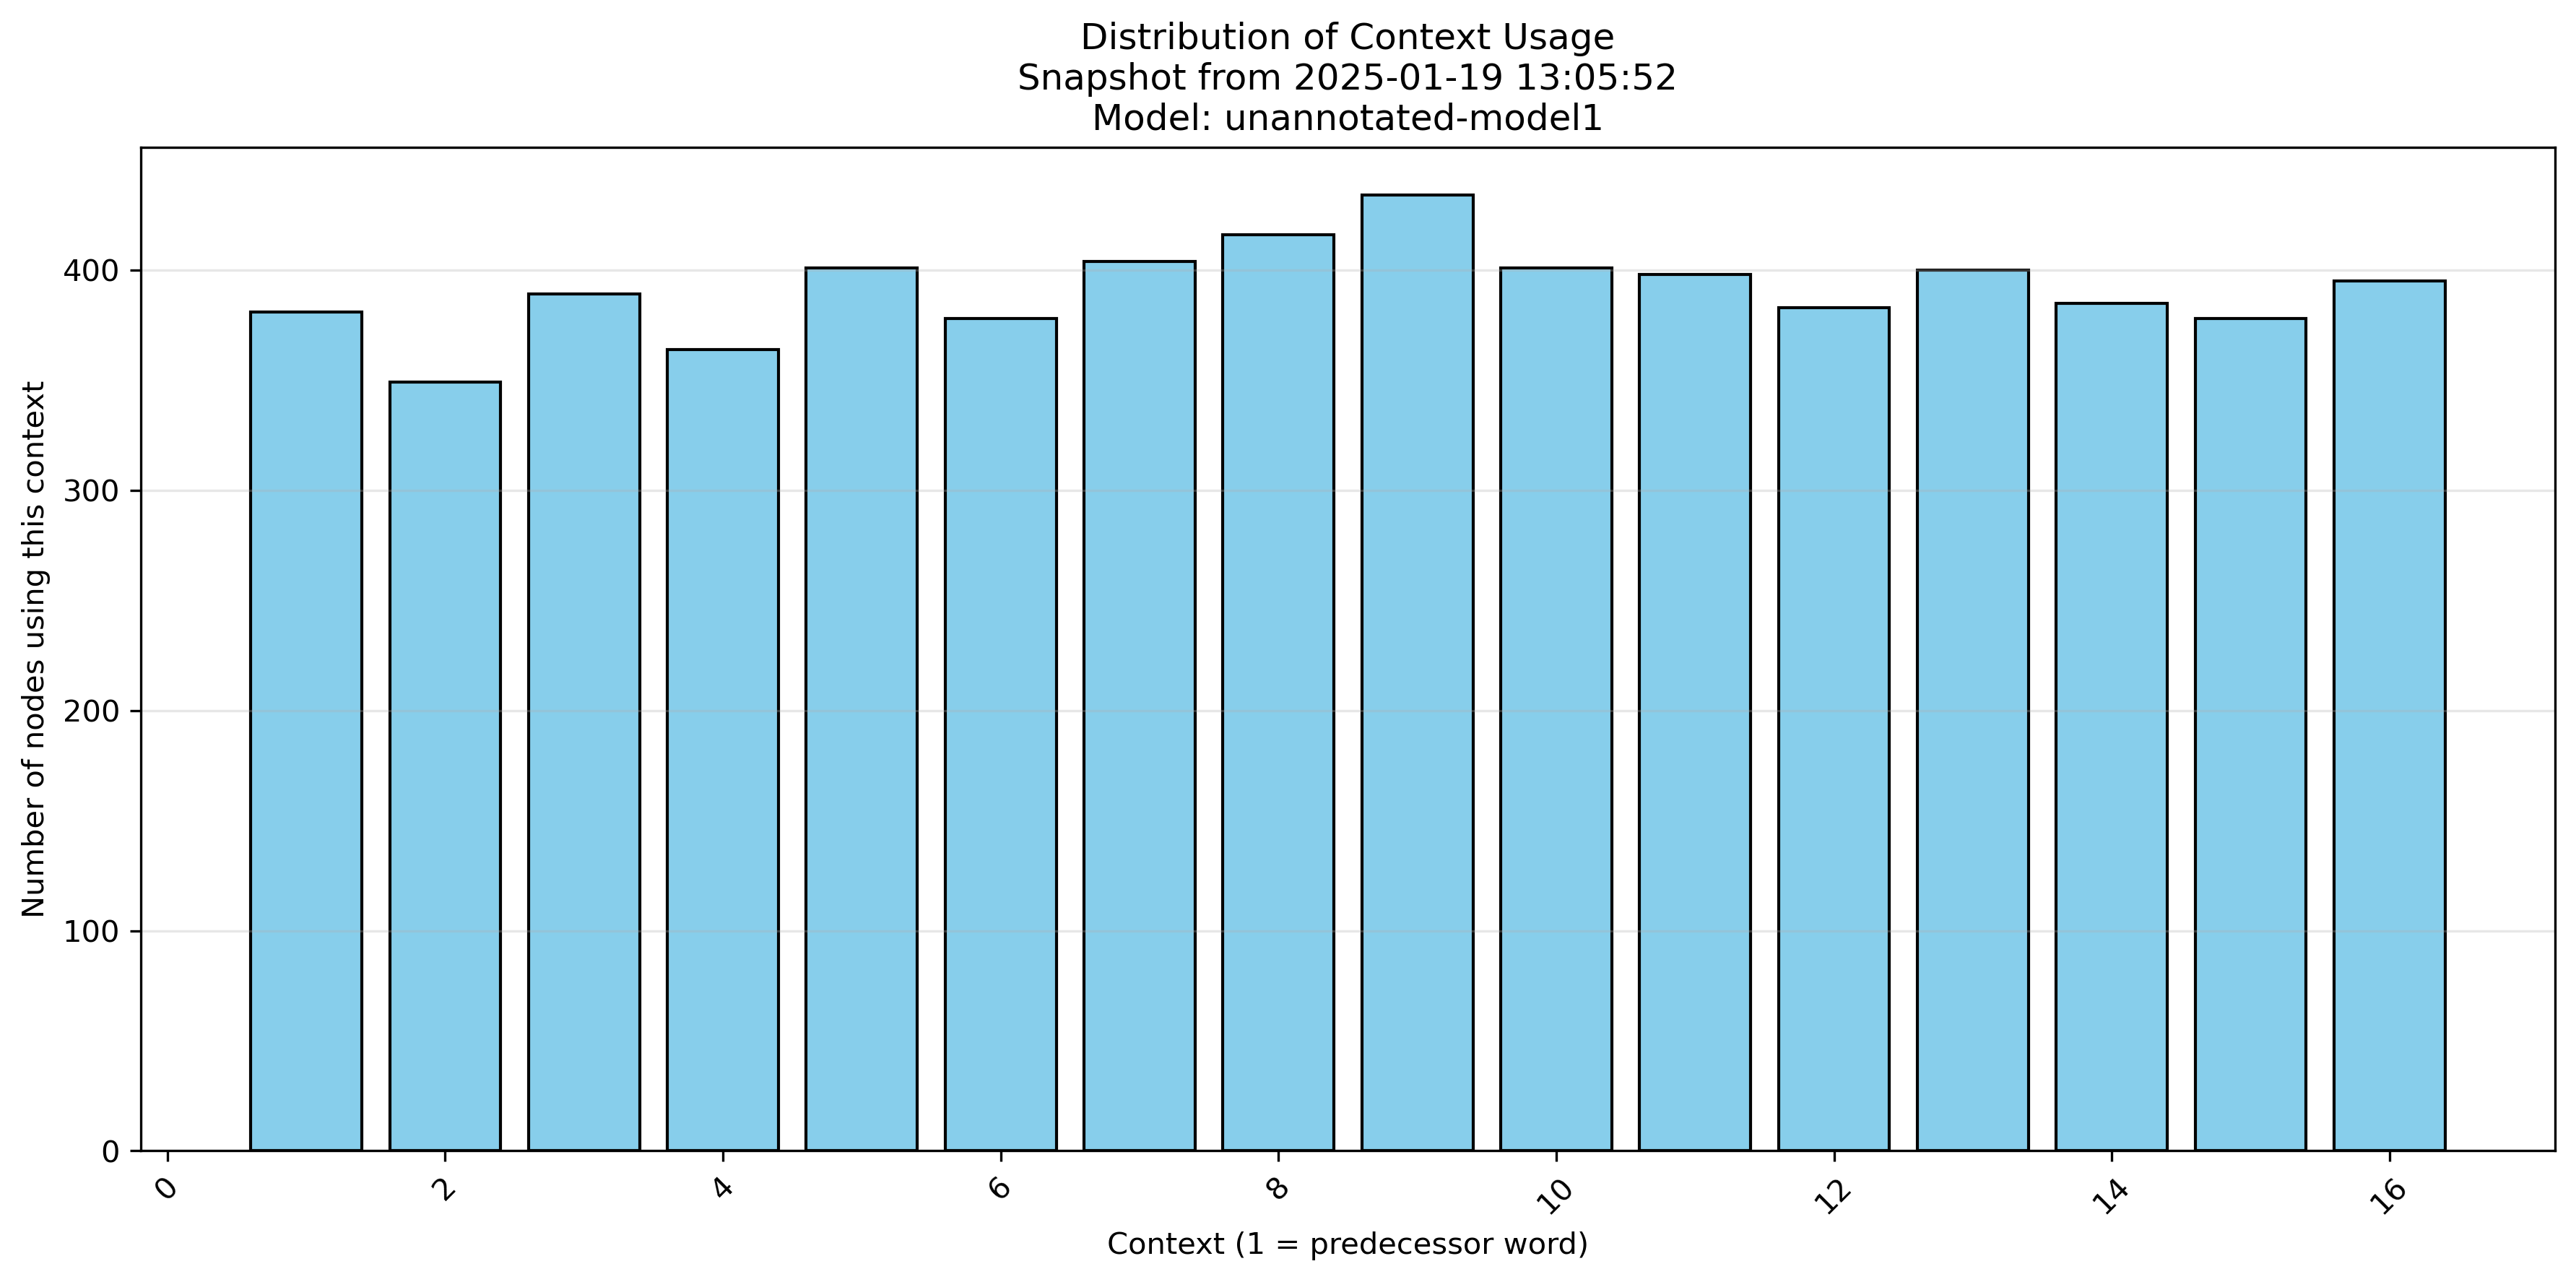 Distribution of Context Usage
Snapshot from 2025-01-19 13:05:52
Model: unannotated-model1
Number of nodes using this context
400
300
200
100
0
0
2
4
6
8
10
12
14
16
Context (1 = predecessor word)